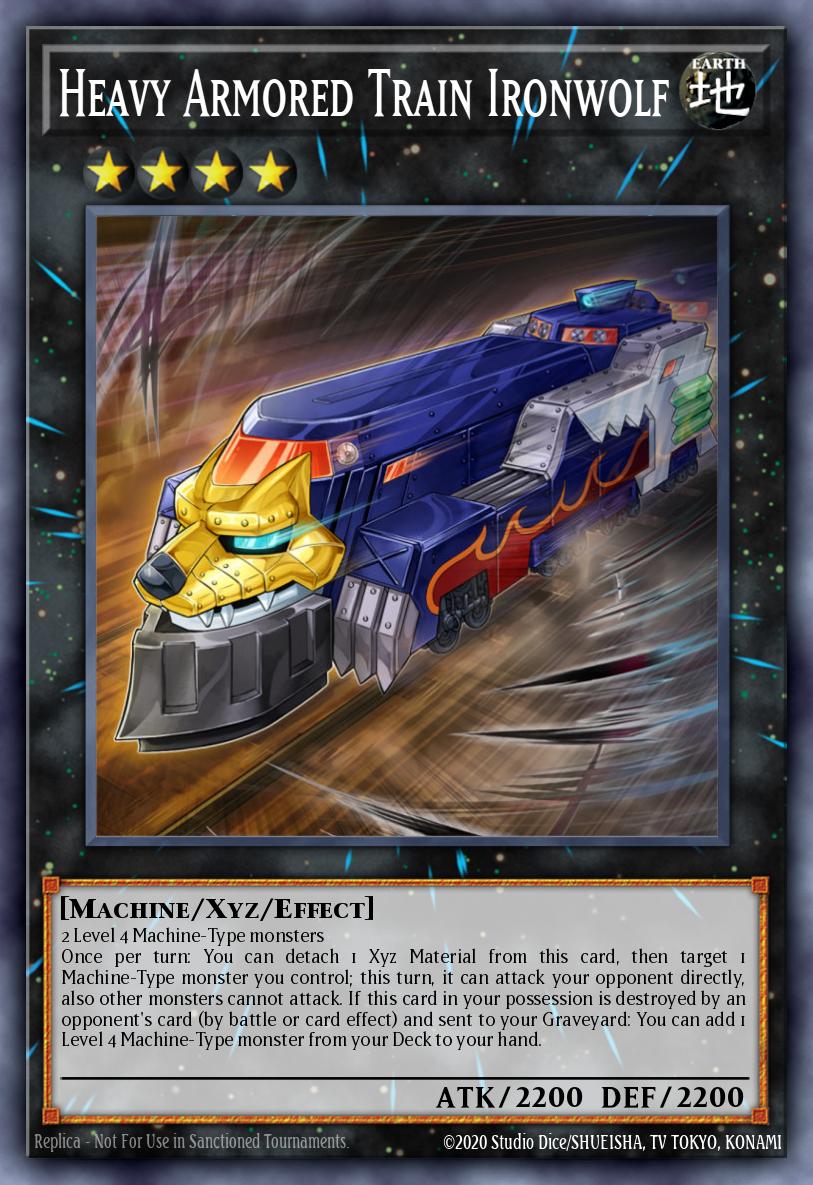 Heavy Armored Train Ironwolf
EARTH
地
[Machine/Xyz/Effect]
2 Level 4 Machine-Type monsters
Once per turn: You can detach 1 Xyz Material from this card, then target 1
Machine-Type monster you control; this turn, it can attack your opponent directly,
also other monsters cannot attack. If this card in your possession is destroyed by an
opponent's card (by battle or card effect) and sent to your Graveyard: You can add 1
Level 4 Machine-Type monster from your Deck to your hand.
ATK/2200 DEF/2200
Replica - Not For Use in Sanctioned Tournaments.
©2020 Studio Dice/SHUEISHA, TV TOKYO, KONAMI